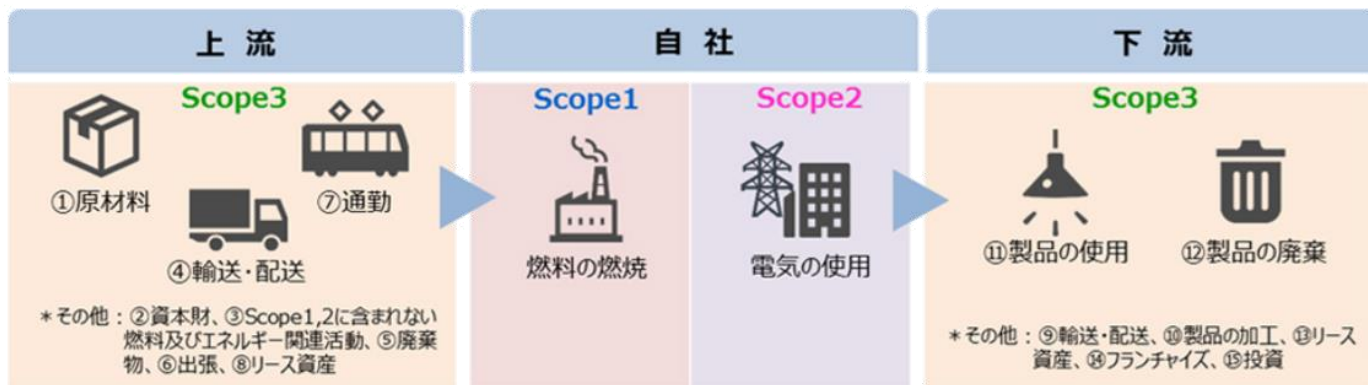 上 流
Scope3
①原材料
⑦通勤
④輸送・配送
＊その他：②資本財、③Scope1,2に含まれない
燃料及びエネルギー関連活動、⑤廃棄
物、⑥出張、⑧リース資産
自 社
Scope1
燃料の燃焼
Scope2
電気の使用
下 流
Scope3
⑪製品の使用
⑫製品の廃棄
＊その他：⑨輸送・配送、⑩製品の加工、⑬リース
資産、⑭フランチャイズ、⑮投資